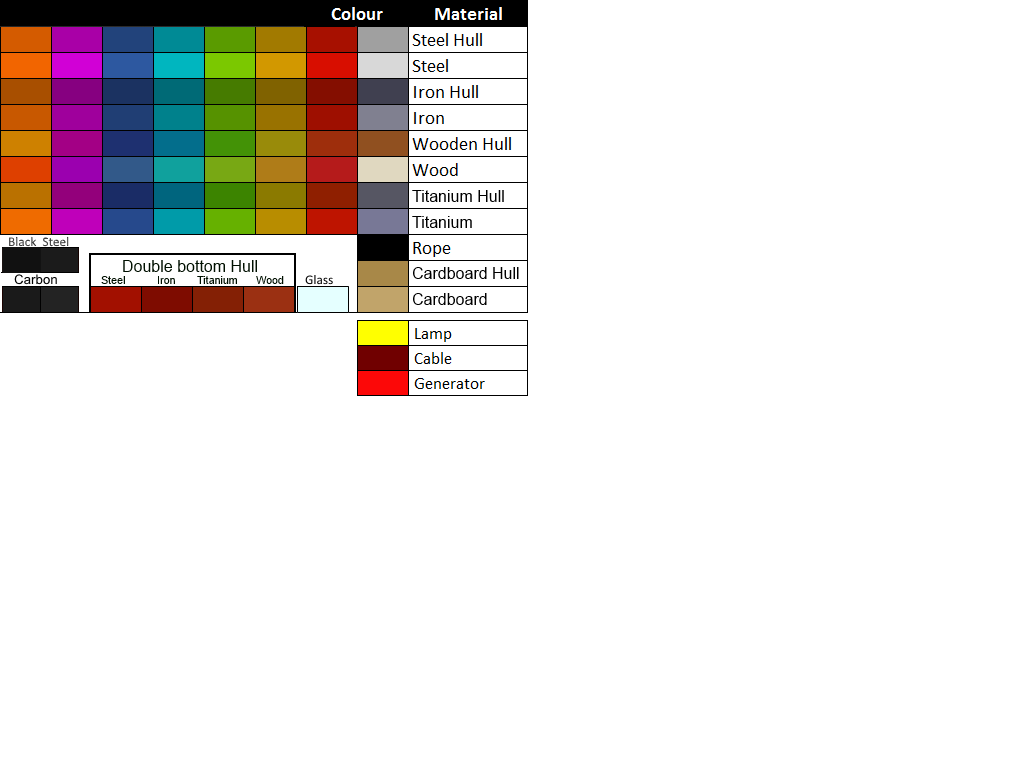 Colour Material
Steel Hull
Steel
Iron Hull
Iron
Wooden Hull
Wood
Titanium Hull
Titanium
Black Steel
Rope
Double bottom Hull
Cardboard Hull
Carbon
Steel Iron Titanium Wood Glass
Cardboard
Lamp
Cable
Generator